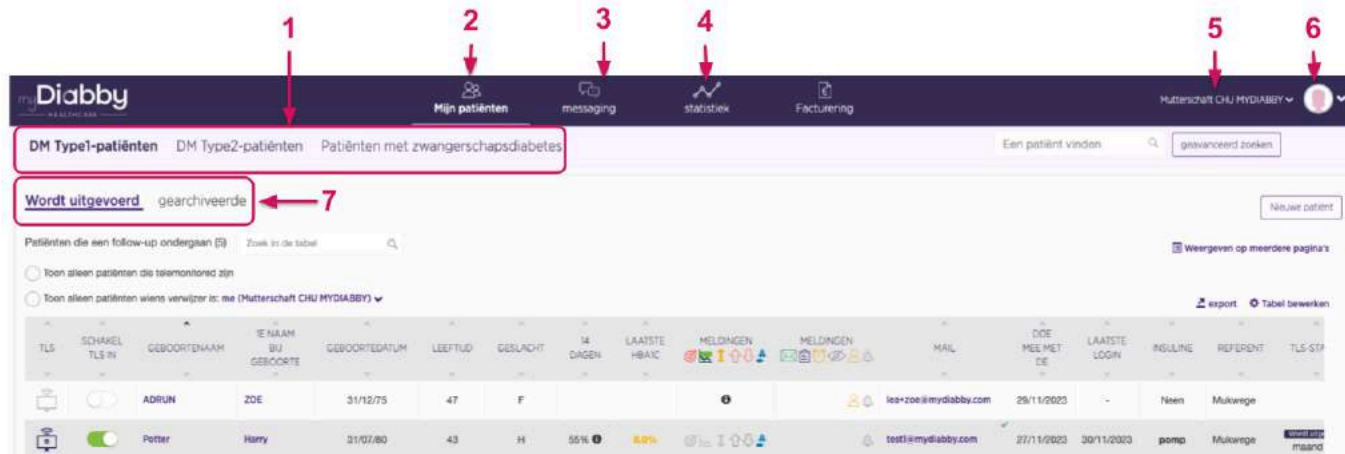 1 2 3 4 5 6
myDiabby
HEALTHCARE
Mijn patiënten messaging statistiek Facturering Mutterschaft CHU MYDIABBY
DM Type1-patiënten DM Type2-patiënten Patiënten met zwangerschapsdiabetes Een patiënt vinden geavanceerd zoeken
Wordt uitgevoerd gearchiveerde 7
Nieuwe patiënt
Patiënten die een follow-up ondergaan (5) Zoek in de tabel Weergeven op meerdere pagina's
Toon alleen patiënten die telemonitored zijn
Toon alleen patiënten wiens verwijzer is: me (Mutterschaft CHU MYDIABBY) export Tabel bewerken
TLS SCHAKEL TLS IN GEBOORTENAAM 1E NAAM BIJ GEBOORTE GEBOORTEDATUM LEEFTIJD GESLACHT 14 DAGEN LAATSTE HBA1C MELDINGEN MELDINGEN MAIL DOE MEE MET DE LAATSTE LOGIN INSULINE REFERENT TLS-STA
ADRUN ZOE 31/12/75 47 F lea+zoe@mydiabby.com 29/11/2023 - Neen Mukwege
Potter Harry 31/07/80 43 H 55% 8.0% test1@mydiabby.com 27/11/2023 30/11/2023 pomp Mukwege Wordt uitge
maand